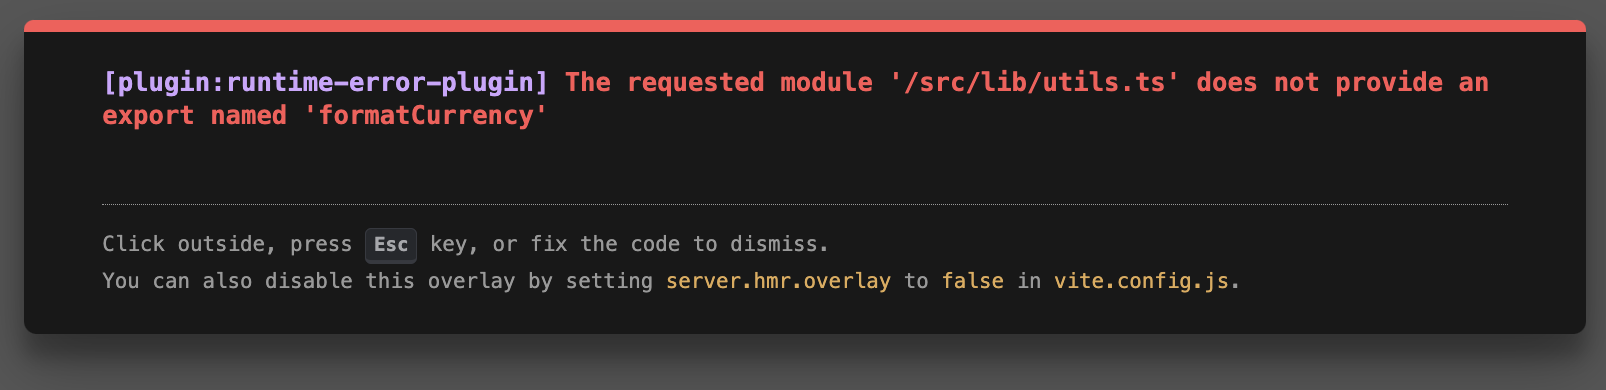 [plugin:runtime-error-plugin] The requested module '/src/lib/utils.ts' does not provide an
export named 'formatCurrency'
Click outside, press Esc key, or fix the code to dismiss.
You can also disable this overlay by setting server.hmr.overlay to false in vite.config.js.